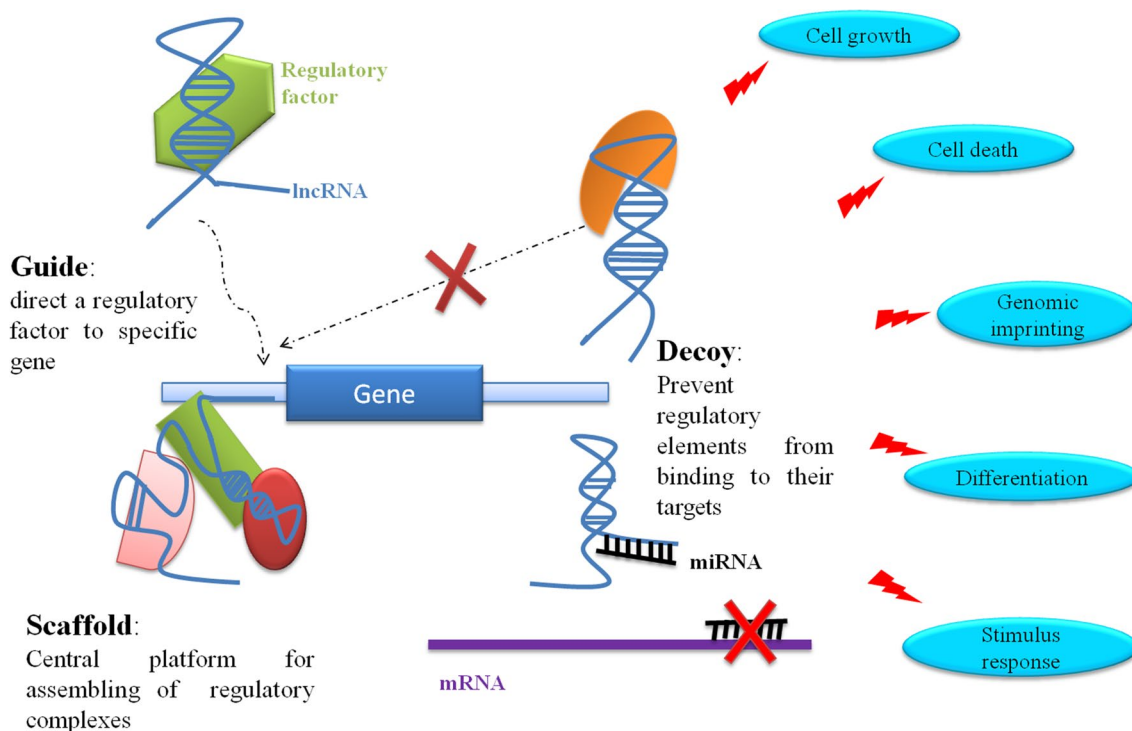 Regulatory
factor
lncRNA
Guide:
direct a regulatory
factor to specific
gene
Gene
Scaffold:
Central platform for
assembling of regulatory
complexes
Decoy:
Prevent
regulatory
elements from
binding to their
targets
miRNA
mRNA
Cell growth
Cell death
Genomic
imprinting
Differentiation
Stimulus
response